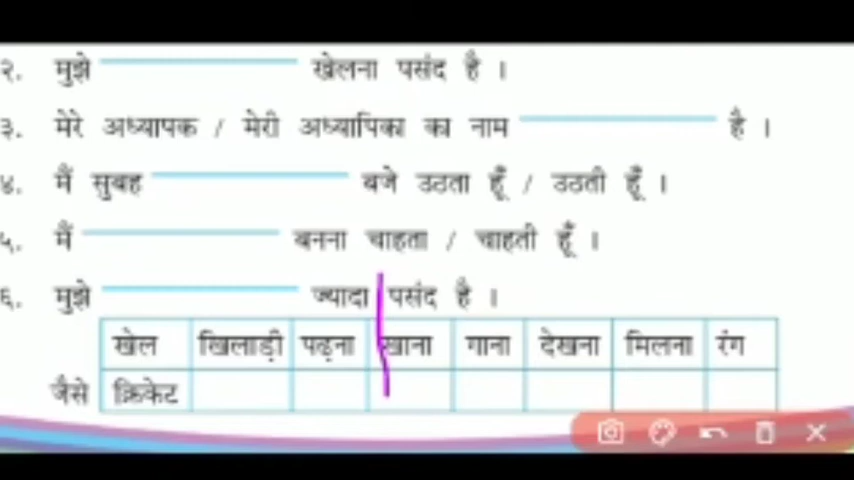 २. मुझे खेलना पसंद है ।
३. मेरे अध्यापक / मेरी अध्यापिका का नाम है ।
४. मैं सुबह बजे उठता हूँ / उठती हूँ ।
५. मैं बनना चाहता / चाहती हूँ ।
६. मुझे ज्यादा पसंद है ।
खेल खिलाड़ी पढ़ना खाना गाना देखना मिलना रंग
जैसे क्रिकेट